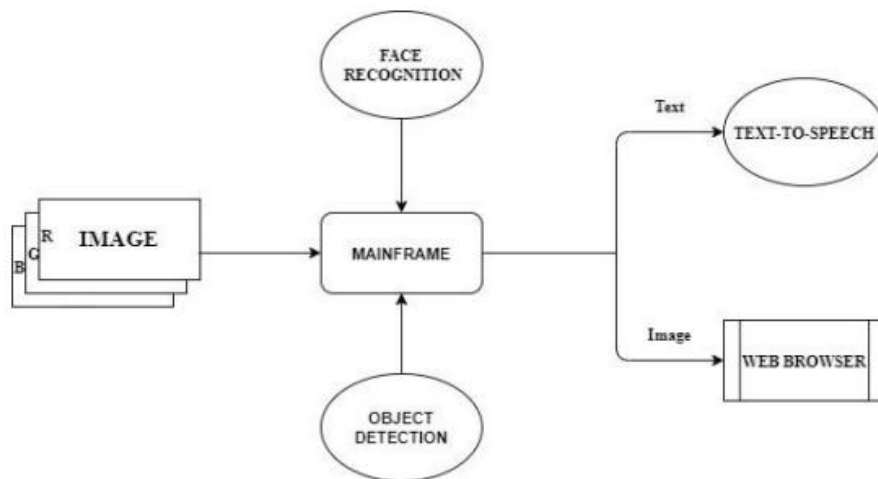 FACE
RECOGNITION
Text
TEXT-TO-SPEECH
R
IMAGE
G
B
MAINFRAME
Image
WEB BROWSER
OBJECT
DETECTION